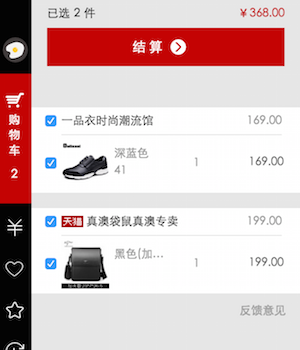 已选 2 件 ￥368.00
结 算
购物车
2
一品衣时尚潮流馆 169.00
深蓝色
41
1 169.00
天猫 真澳袋鼠真澳专卖 199.00
黑色(加...
1 199.00
反馈意见